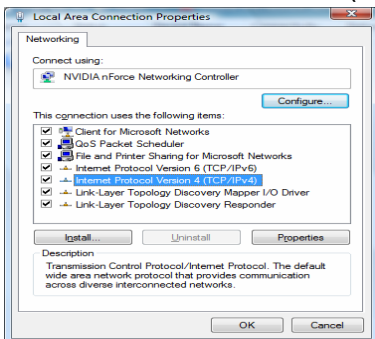 Local Area Connection Properties
Networking
Connect using:
NVIDIA nForce Networking Controller
Configure...
This connection uses the following items:
Client for Microsoft Networks
QoS Packet Scheduler
File and Printer Sharing for Microsoft Networks
Internet Protocol Version 6 (TCP/IPv6)
Internet Protocol Version 4 (TCP/IPv4)
Link-Layer Topology Discovery Mapper I/O Driver
Link-Layer Topology Discovery Responder
Install... Uninstall Properties
Description
Transmission Control Protocol/Internet Protocol. The default
wide area network protocol that provides communication
across diverse interconnected networks.
OK Cancel